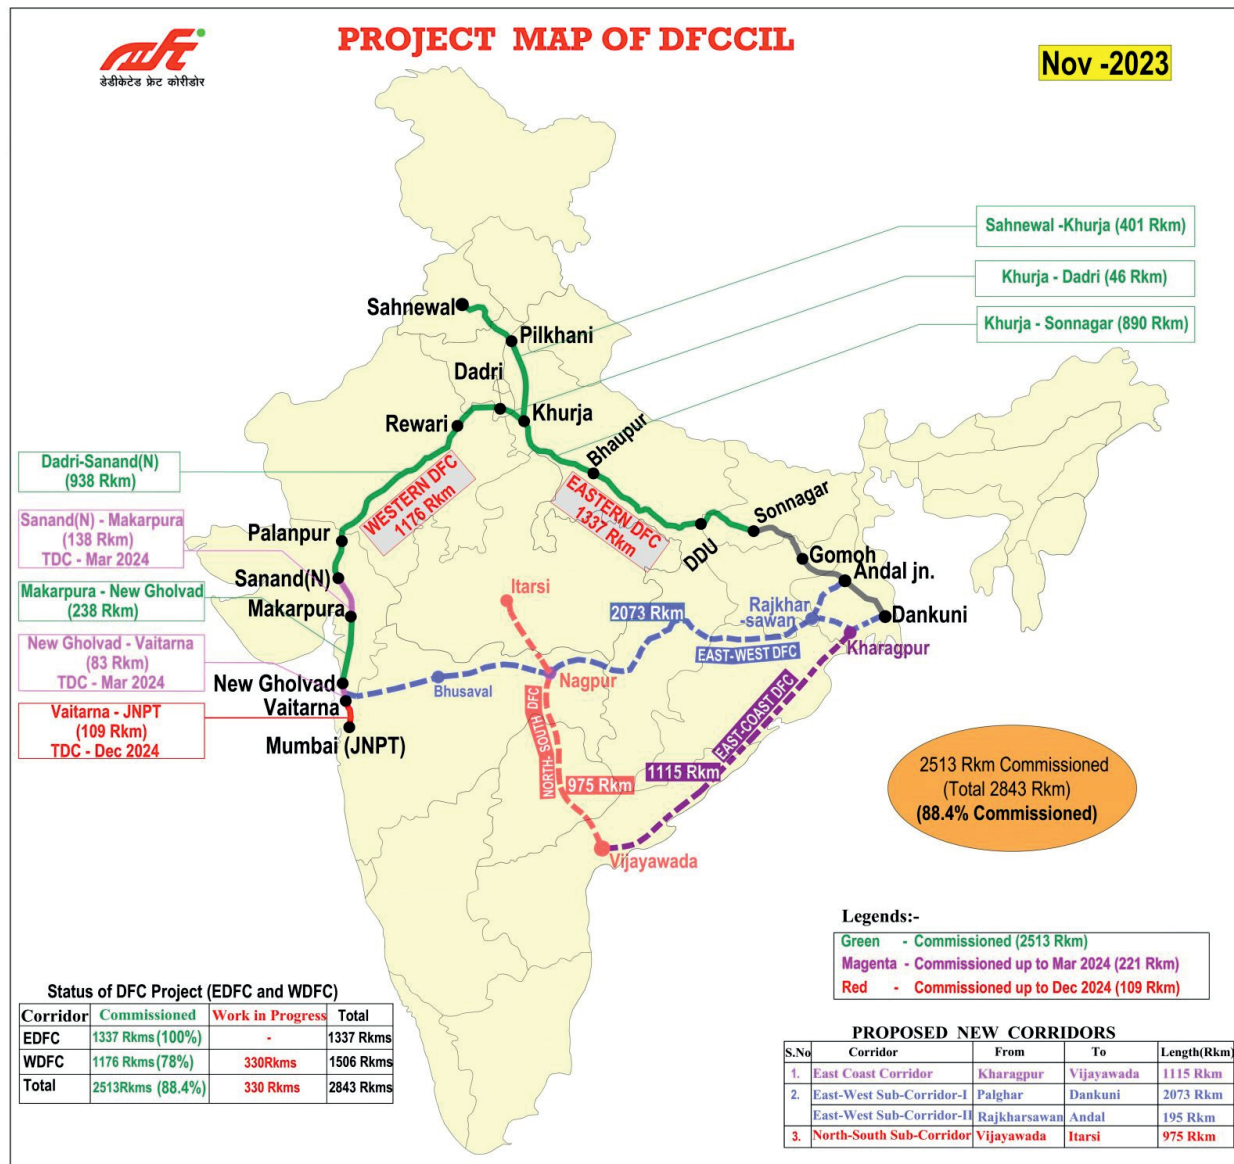 PROJECT MAP OF DFCCIL
डेडीकेटेड फ्रेट कोरीडोर
Nov -2023
Sahnewal -Khurja (401 Rkm)
Khurja - Dadri (46 Rkm)
Khurja - Sonnagar (890 Rkm)
Sahnewal
Pilkhani
Dadri
Rewari
Khurja
Bhaupur
Dadri-Sanand(N)
(938 Rkm)
WESTERN DFC
1176 Rkm
EASTERN DFC
1337 Rkm
Sanand(N) - Makarpura
(138 Rkm)
TDC - Mar 2024
Palanpur
Sonnagar
DDU
Gomoh
Andal jn.
Sanand(N)
Itarsi
Makarpura - New Gholvad
(238 Rkm)
Makarpura
2073 Rkm
Rajkhar
-sawan
Dankuni
EAST-WEST DFC
Kharagpur
New Gholvad - Vaitarna
(83 Rkm)
TDC - Mar 2024
New Gholvad
Bhusaval
Nagpur
Vaitarna
Vaitarna - JNPT
(109 Rkm)
TDC - Dec 2024
Mumbai (JNPT)
NORTH- SOUTH DFC
EAST-COAST DFC
975 Rkm
1115 Rkm
Vijayawada
2513 Rkm Commissioned
(Total 2843 Rkm)
(88.4% Commissioned)
Legends:-
Green - Commissioned (2513 Rkm)
Magenta - Commissioned up to Mar 2024 (221 Rkm)
Red - Commissioned up to Dec 2024 (109 Rkm)
Status of DFC Project (EDFC and WDFC)
Corridor Commissioned Work in Progress Total
EDFC 1337 Rkms (100%) - 1337 Rkms
WDFC 1176 Rkms (78%) 330Rkms 1506 Rkms
Total 2513Rkms (88.4%) 330 Rkms 2843 Rkms
PROPOSED NEW CORRIDORS
S.No Corridor From To Length(Rkm)
1. East Coast Corridor Kharagpur Vijayawada 1115 Rkm
2. East-West Sub-Corridor-I Palghar Dankuni 2073 Rkm
East-West Sub-Corridor-II Rajkharsawan Andal 195 Rkm
3. North-South Sub-Corridor Vijayawada Itarsi 975 Rkm